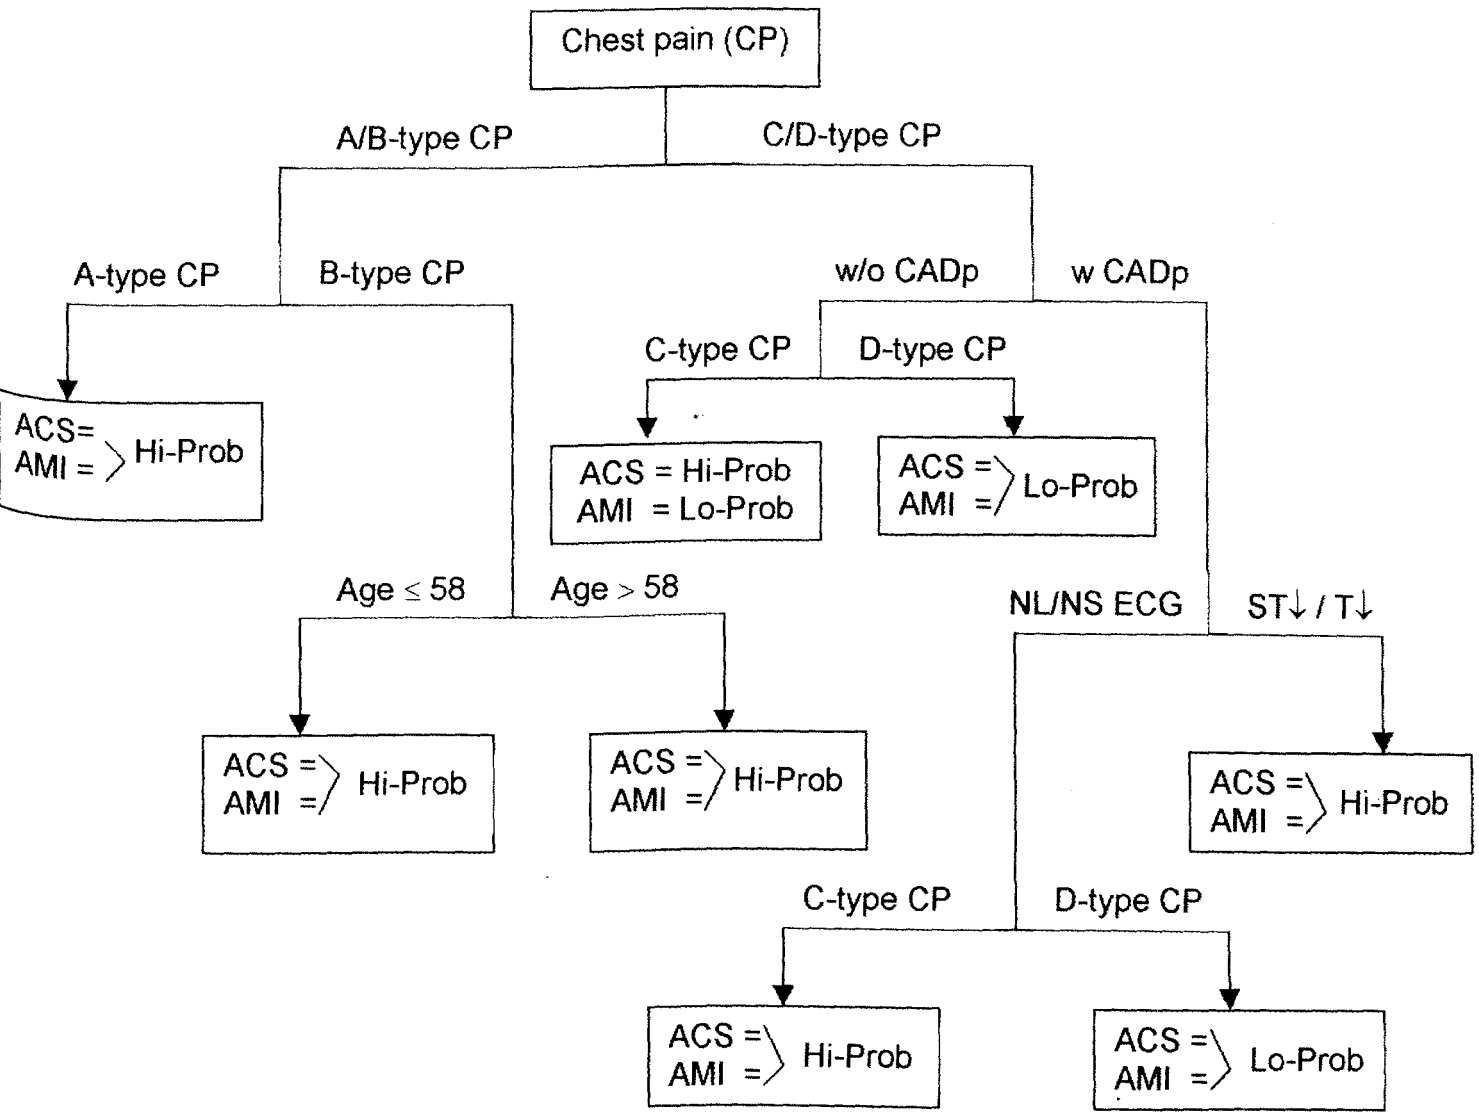 Chest pain (CP)
A/B-type CP
C/D-type CP
A-type CP
B-type CP
w/o CADp
w CADp
C-type CP
D-type CP
ACS=
AMI =
Hi-Prob
ACS = Hi-Prob
AMI = Lo-Prob
ACS =
AMI =
Lo-Prob
Age ≤ 58
Age > 58
NL/NS ECG
ST↓ / T↓
ACS =
AMI =
Hi-Prob
ACS =
AMI =
Hi-Prob
ACS =
AMI =
Hi-Prob
C-type CP
D-type CP
ACS =
AMI =
Hi-Prob
ACS =
AMI =
Lo-Prob